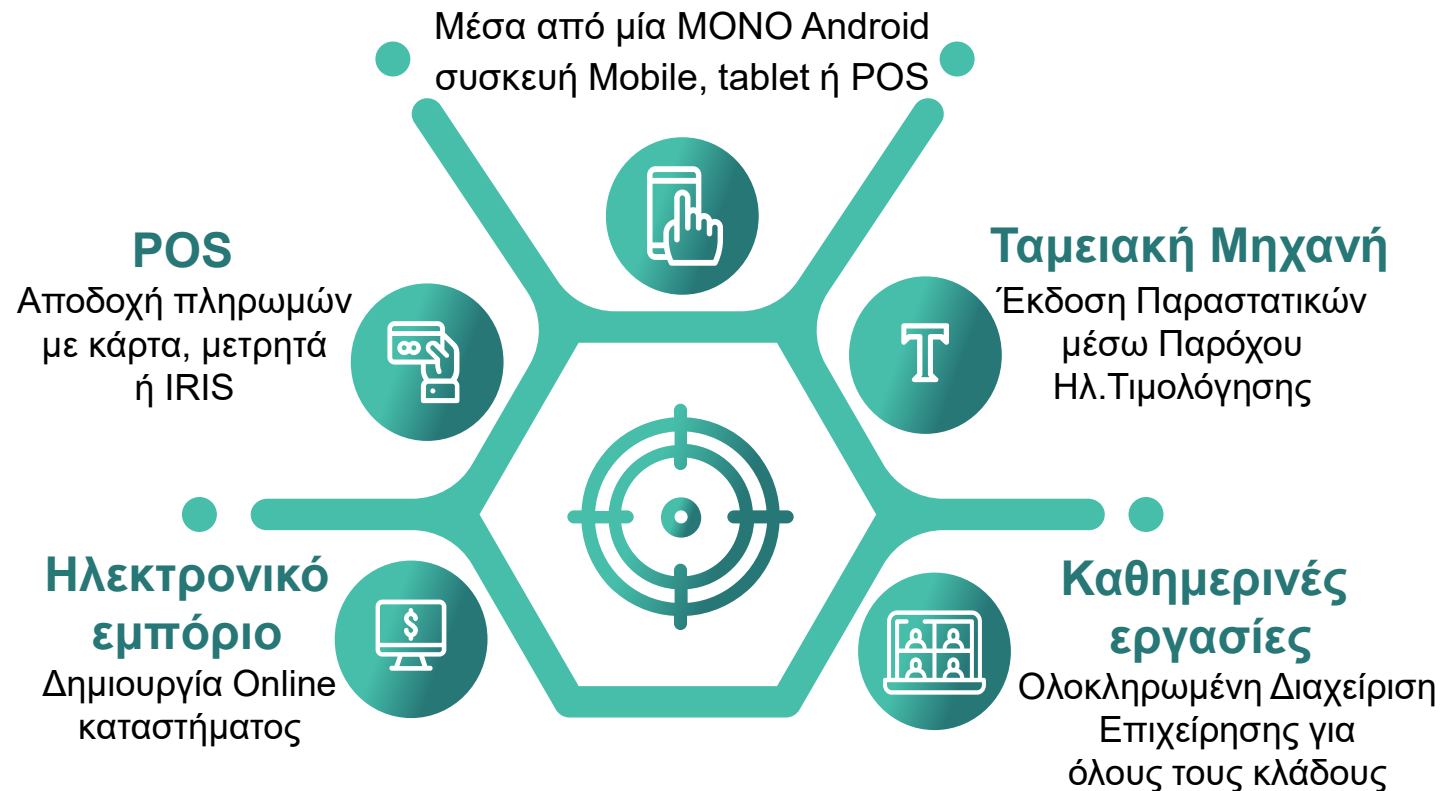 Μέσα από μία ΜΟΝΟ Android
συσκευή Mobile, tablet ή POS
POS
Αποδοχή πληρωμών
με κάρτα, μετρητά
ή IRIS
Ταμειακή Μηχανή
Έκδοση Παραστατικών
μέσω Παρόχου
Ηλ.Τιμολόγησης
T
Ηλεκτρονικό
εμπόριο
Δημιουργία Online
καταστήματος
$
Καθημερινές
εργασίες
Ολοκληρωμένη Διαχείριση
Επιχείρησης για
όλους τους κλάδους